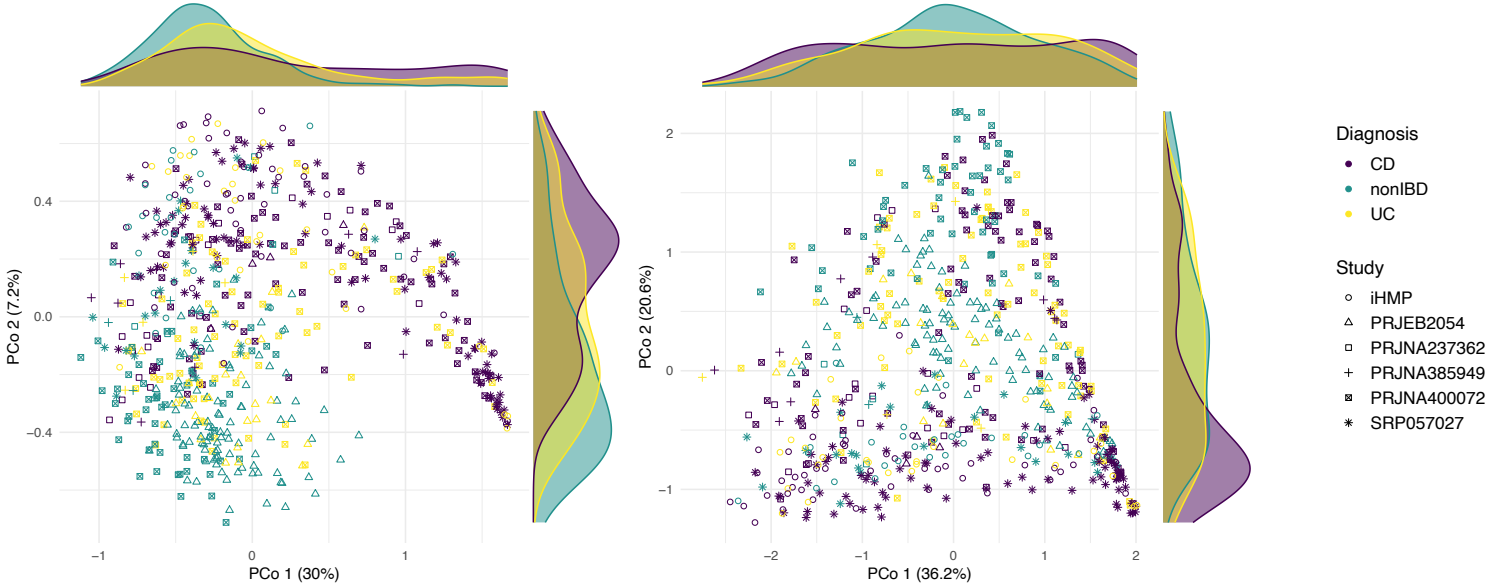 0.4
0.0
−0.4
PCo 2 (7.2%)
−1
0
1
PCo 1 (30%)
2
1
0
−1
PCo 2 (20.6%)
−2
−1
0
1
2
PCo 1 (36.2%)
Diagnosis
CD
nonIBD
UC
Study
iHMP
PRJEB2054
PRJNA237362
PRJNA385949
PRJNA400072
SRP057027